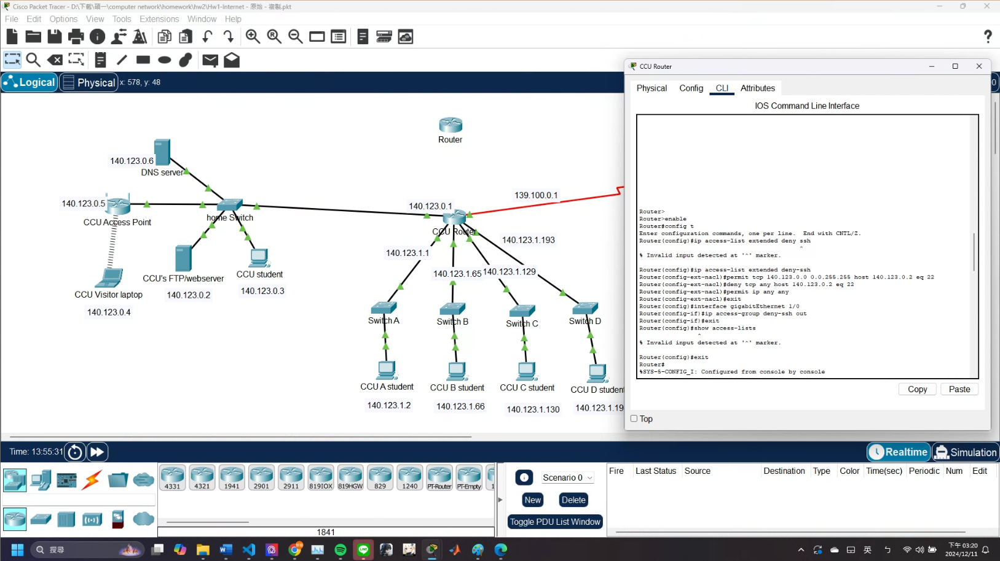 Cisco Packet Tracer - D:\下載\碩一\computer network\homework\hw2\Hw1-Internet - 原始 - 複製.pkt
File Edit Options View Tools Extensions Window Help
Logical Physical x: 578, y: 48
CCU Router
Physical Config CLI Attributes
IOS Command Line Interface
Router
140.123.0.6
DNS server
140.123.0.5
CCU Access Point
home Switch
140.123.0.1
139.100.0.1
CCU Router
140.123.1.193
140.123.1.1
140.123.1.65
140.123.1.129
CCU's FTP/webserver
140.123.0.2
CCU student
140.123.0.3
CCU Visitor laptop
140.123.0.4
Switch A
Switch B
Switch C
Switch D
CCU A student
CCU B student
CCU C student
CCU D student
140.123.1.2
140.123.1.66
140.123.1.130
140.123.1.19
Router>
Router>enable
Router#config t
Enter configuration commands, one per line.  End with CNTL/Z.
Router(config)#ip access-list extended deny ssh
^
% Invalid input detected at '^' marker.
Router(config)#ip access-list extended deny-ssh
Router(config-ext-nacl)#permit tcp 140.123.0.0 0.0.255.255 host 140.123.0.2 eq 22
Router(config-ext-nacl)#deny tcp any host 140.123.0.2 eq 22
Router(config-ext-nacl)#permit ip any any
Router(config-ext-nacl)#exit
Router(config)#interface gigabitEthernet 1/0
Router(config-if)#ip access-group deny-ssh out
Router(config-if)#exit
Router(config)#show access-lists
^
% Invalid input detected at '^' marker.
Router(config)#exit
Router#
%SYS-5-CONFIG_I: Configured from console by console
Copy Paste
Top
Time: 13:55:31
Realtime Simulation
4331 4321 1941 2901 2911 819IOX 819HGW 829 1240 PT-Router PT-Empty 1
1841
Scenario 0
New Delete
Toggle PDU List Window
Fire Last Status Source Destination Type Color Time(sec) Periodic Num Edit
搜尋
英
下午 03:20
2024/12/11